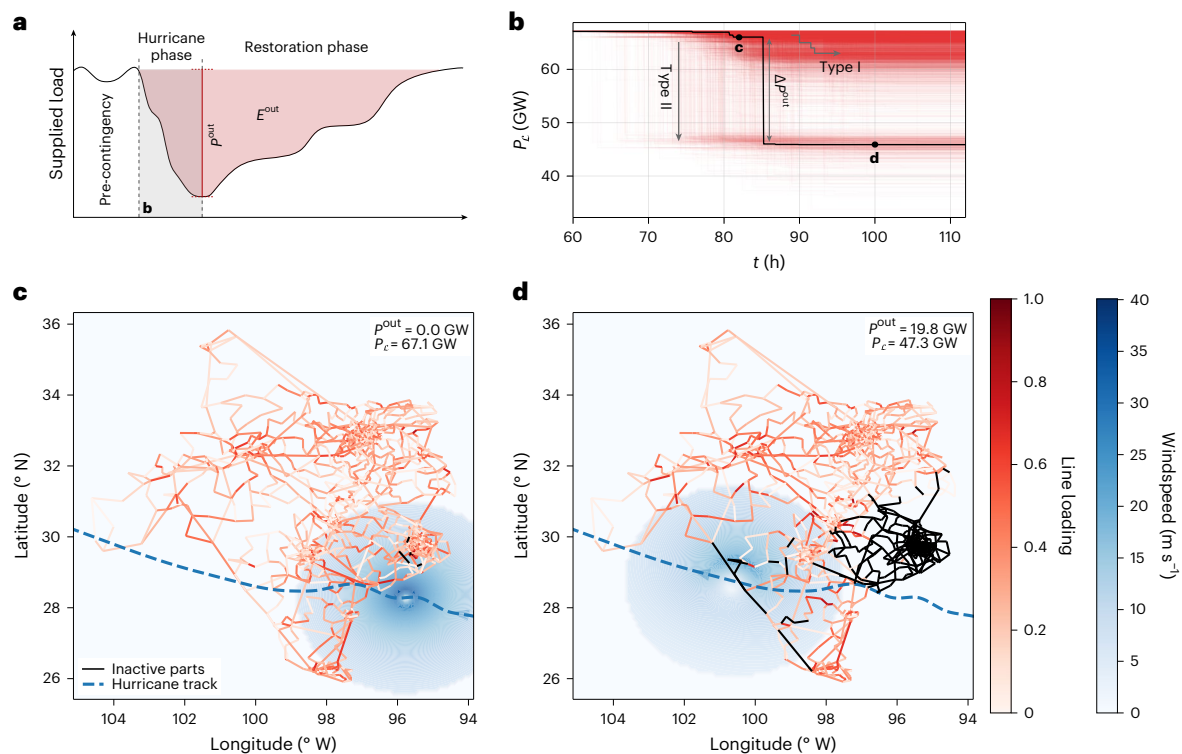 a
Hurricane
phase
Restoration phase
Supplied load
Pre-contingency
P^out
E^out
b
b
P_ℒ (GW)
60
50
40
Type II
c
ΔP^out
Type I
d
60 70 80 90 100 110
t (h)
c
Latitude (° N)
36
34
32
30
28
26
P^out = 0.0 GW
P_ℒ = 67.1 GW
Inactive parts
Hurricane track
104 102 100 98 96 94
Longitude (° W)
d
Latitude (° N)
36
34
32
30
28
26
P^out = 19.8 GW
P_ℒ = 47.3 GW
104 102 100 98 96 94
Longitude (° W)
1.0
0.8
0.6
0.4
0.2
0
Line loading
40
35
30
25
20
15
10
5
0
Windspeed (m s⁻¹)